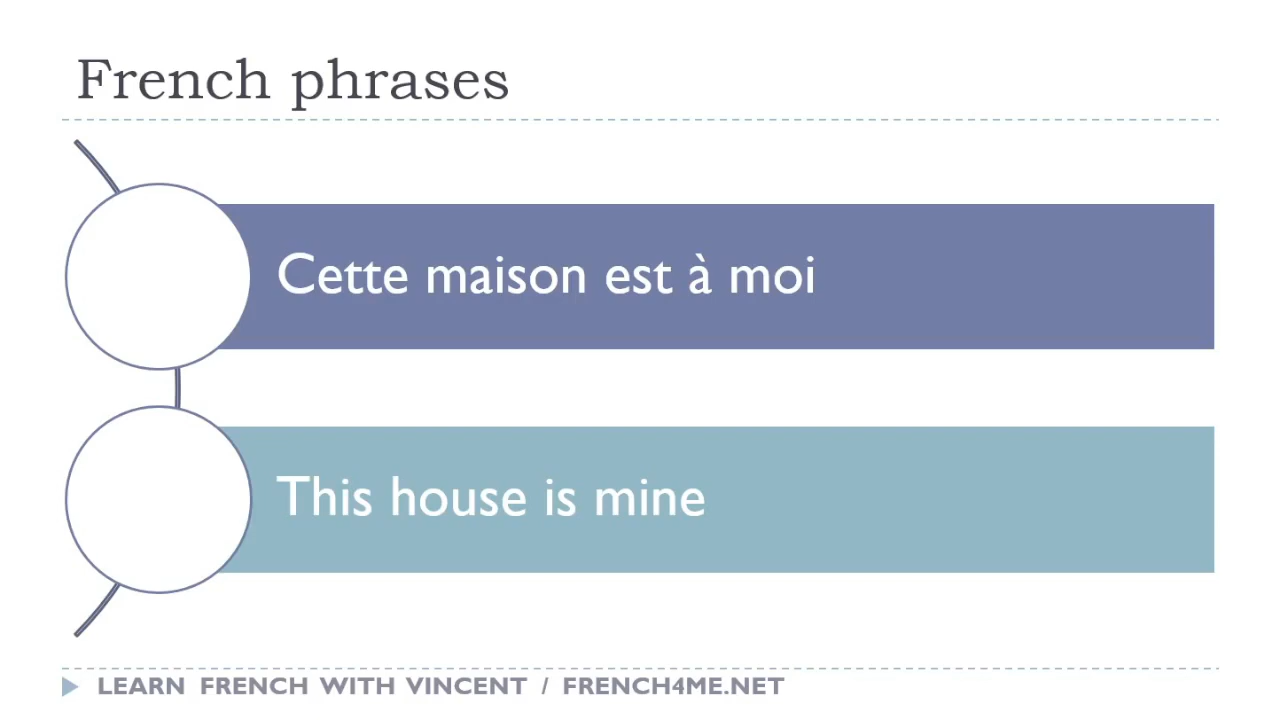 French phrases
Cette maison est à moi
This house is mine
LEARN FRENCH WITH VINCENT / FRENCH4ME.NET